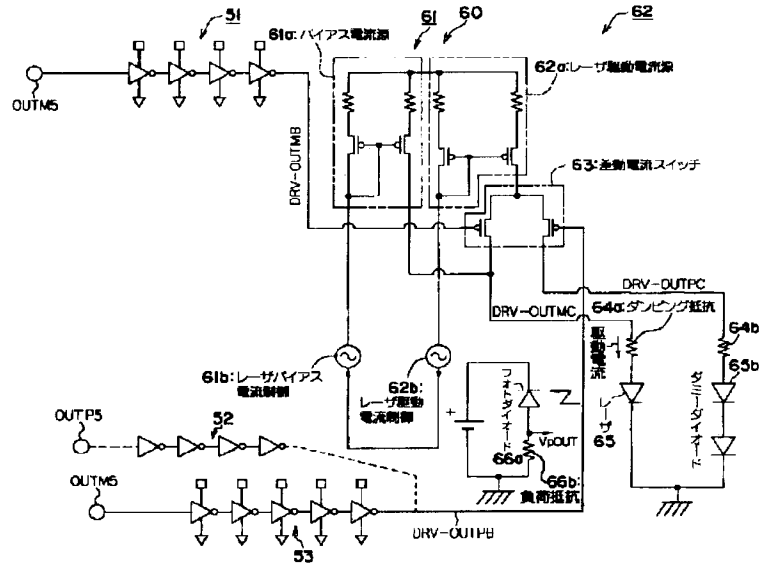 51
61a:バイアス電流源
61
60
62
62a:レーザ駆動電流源
OUTM5
DRV-OUTMB
63:差動電流スイッチ
DRV-OUTPC
DRV-OUTMC
64a:ダンピング抵抗
駆動電流
64b
65b
61b:レーザバイアス
電流制御
62b:レーザ駆動
電流制御
+
フォトダイオード
66a
VpOUT
66b:
負荷抵抗
レーザ
65
ダミーダイオード
OUTP5
52
OUTM5
53
DRV-OUTPB